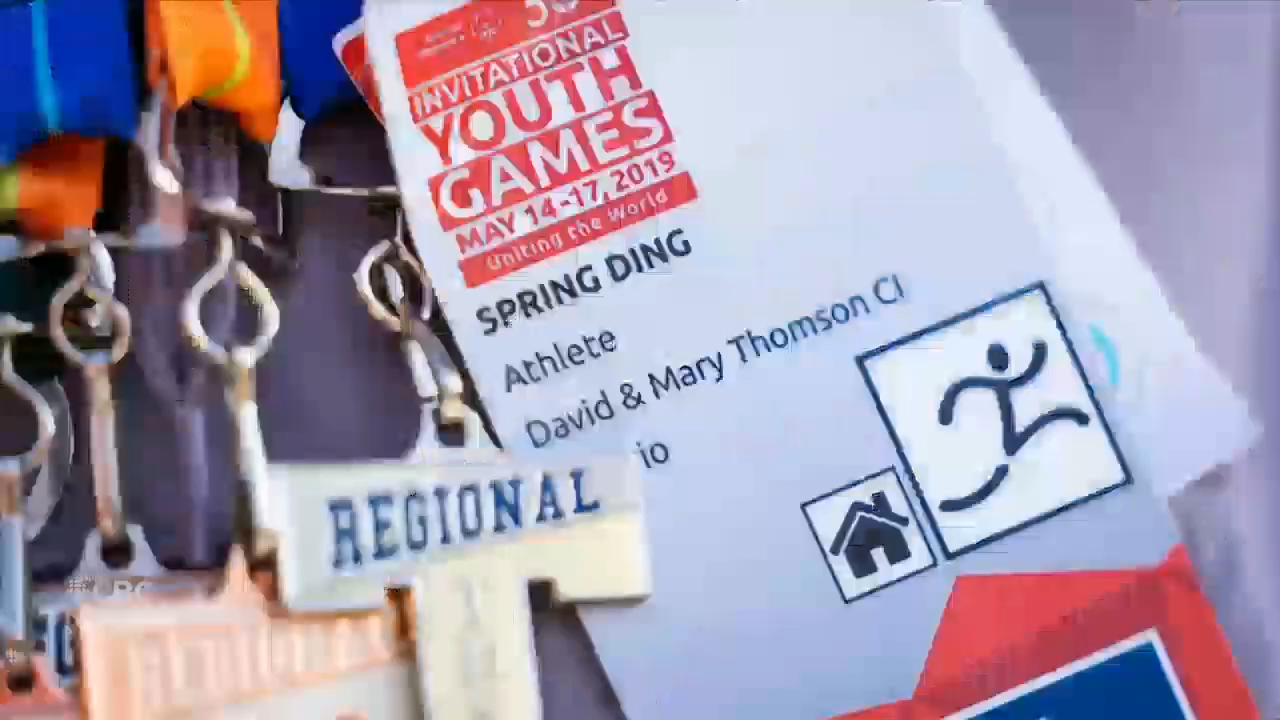 INVITATIONAL
YOUTH
GAMES
MAY 14-17, 2019
Uniting the World
SPRING DING
Athlete
David & Mary Thomson CI
io
REGIONAL